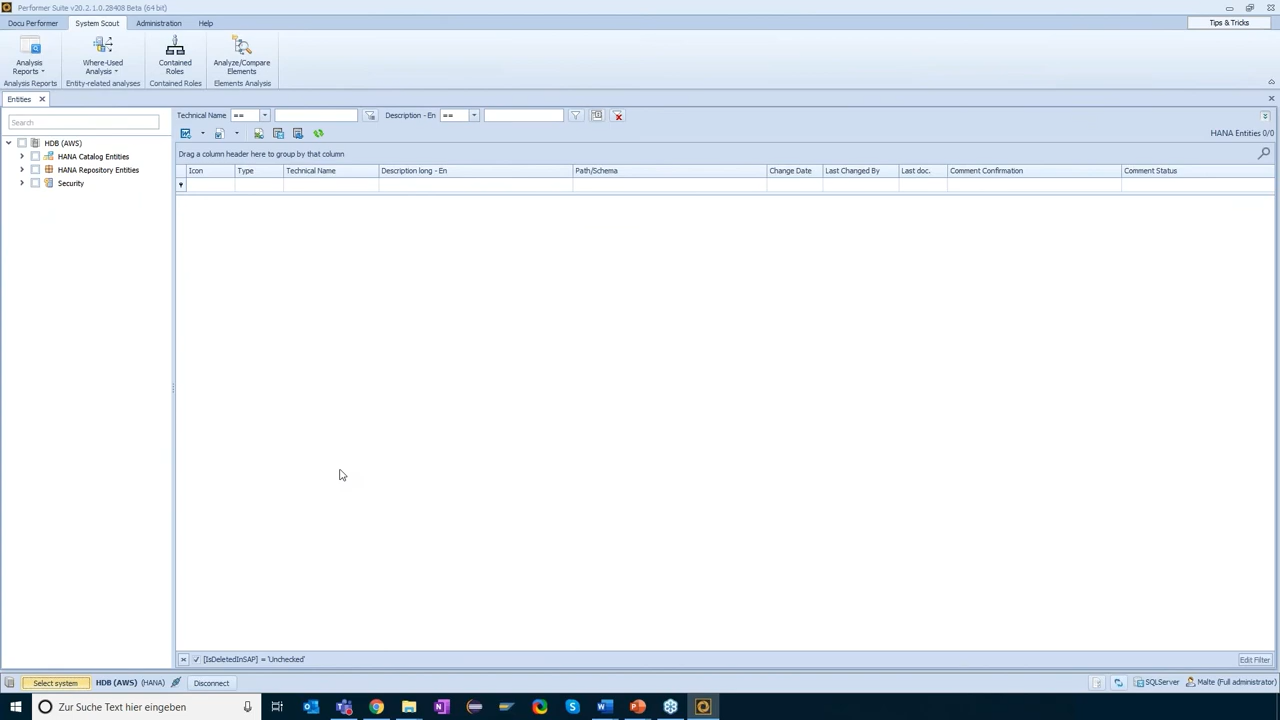 Performer Suite v20.2.1.0.28408 Beta (64 bit)
Docu Performer
System Scout
Administration
Help
Tips & Tricks
Analysis
Reports
Where-Used
Analysis
Contained
Roles
Analyze/Compare
Elements
Analysis Reports
Entity-related analyses
Contained Roles
Elements Analysis
Entities
Search
Technical Name
==
Description - En
==
HANA Entities 0/0
HDB (AWS)
HANA Catalog Entities
HANA Repository Entities
Security
Drag a column header here to group by that column
Icon
Type
Technical Name
Description long - En
Path/Schema
Change Date
Last Changed By
Last doc.
Comment Confirmation
Comment Status
[IsDeletedInSAP] = 'Unchecked'
Edit Filter
Select system
HDB (AWS) (HANA)
Disconnect
SQLServer
Malte (Full administrator)
Zur Suche Text hier eingeben